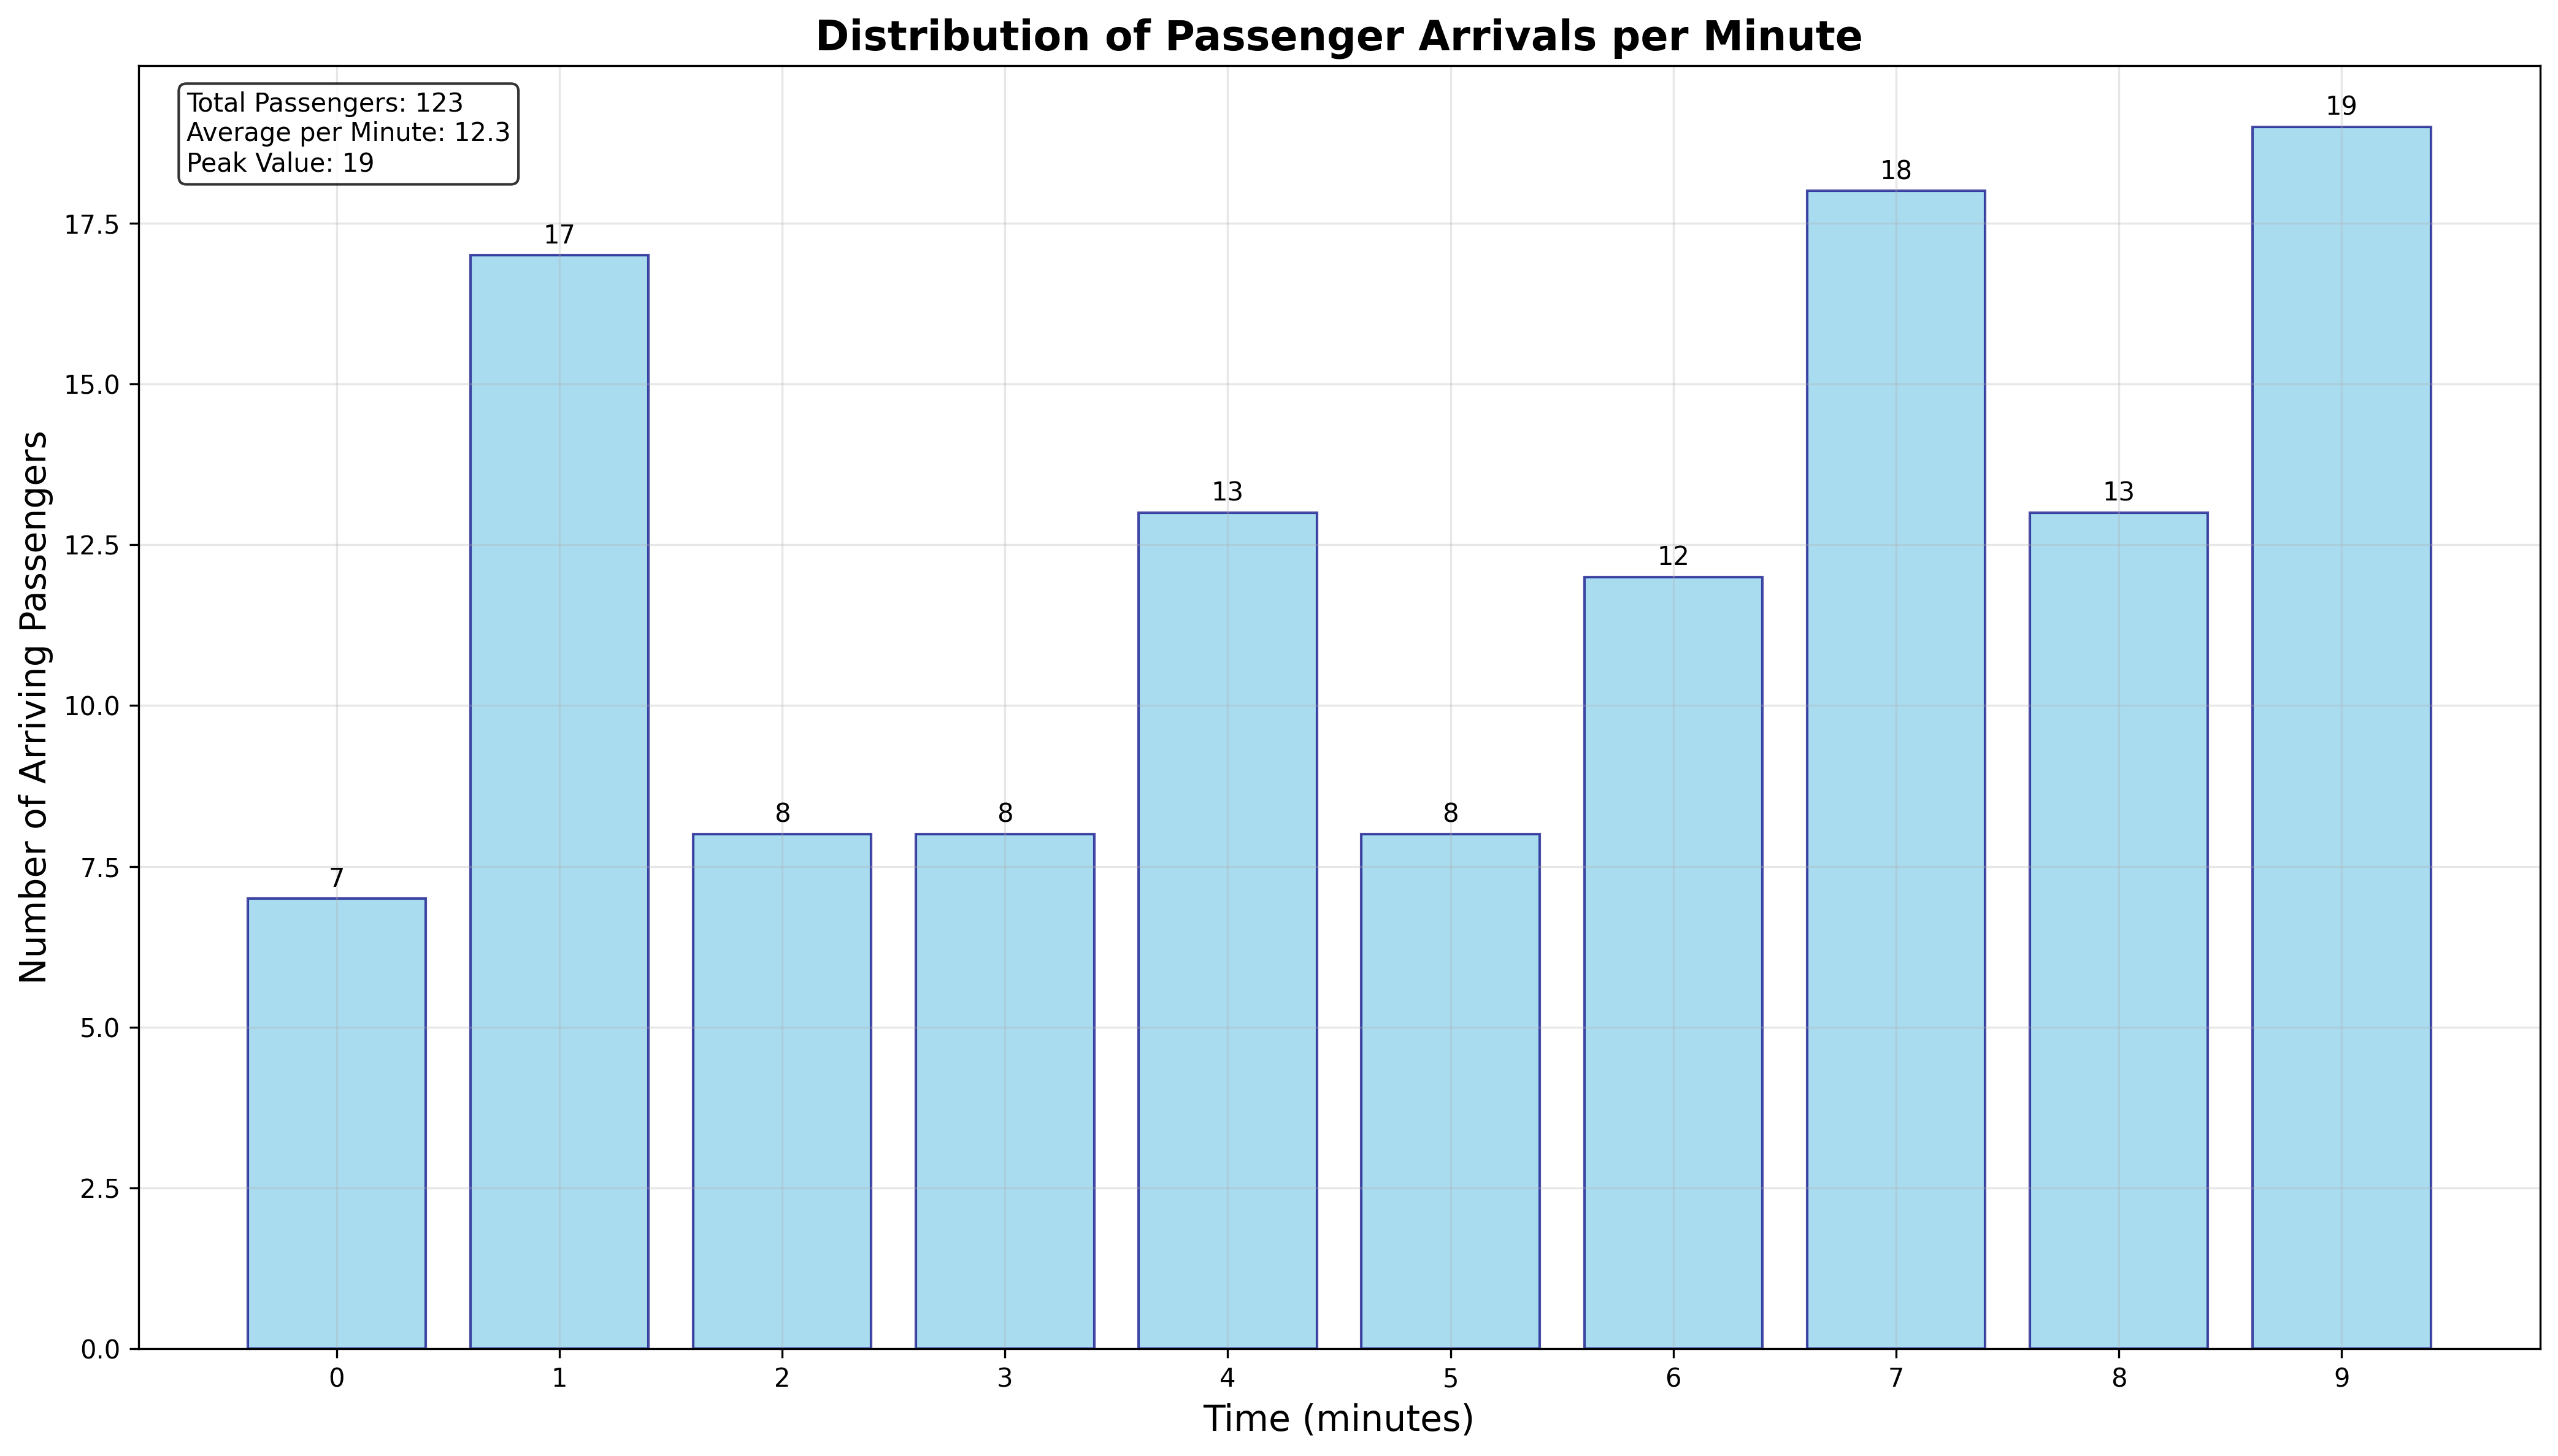 Distribution of Passenger Arrivals per Minute
Total Passengers: 123
Average per Minute: 12.3
Peak Value: 19
Number of Arriving Passengers
17.5
15.0
12.5
10.0
7.5
5.0
2.5
0.0
7
17
8
8
13
8
12
18
13
19
0 1 2 3 4 5 6 7 8 9
Time (minutes)